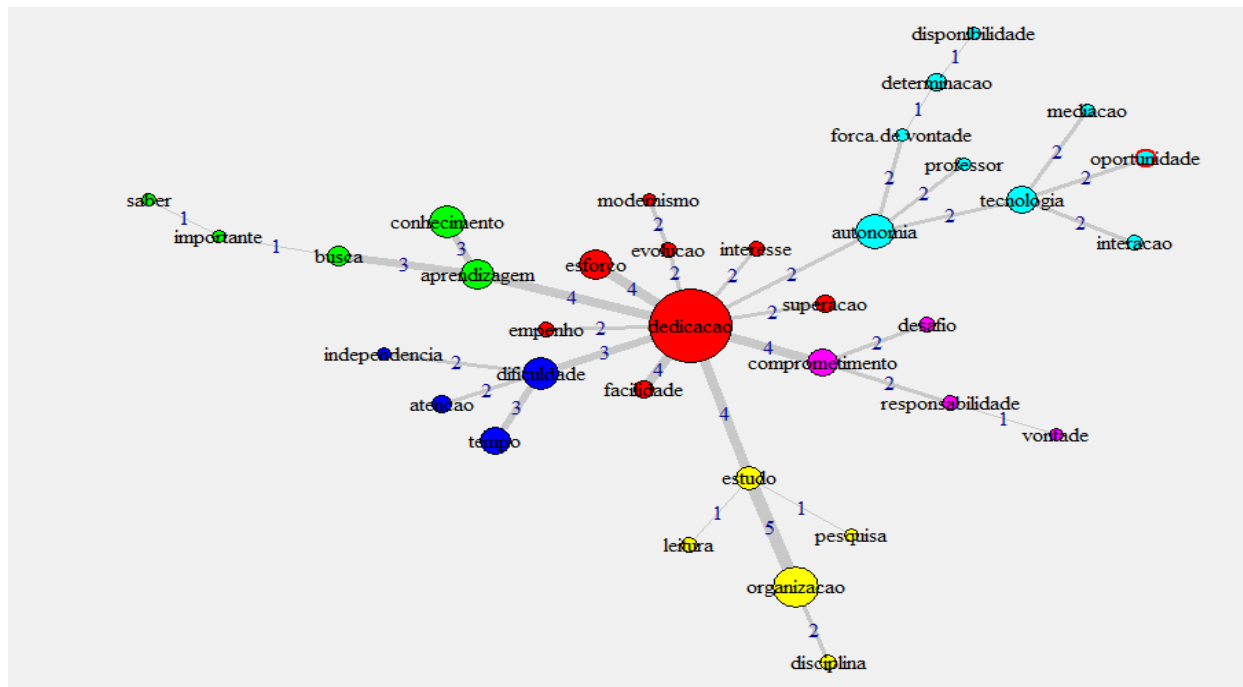 disponibilidade
1
determinacao
1
mediacao
forca.de vontade
2
oportunidade
professor
2
2
2
tecnologia
2
2
autonomia
interacao
saber
modernismo
1
conhecimento
2
importante
1
3
evolucao
interesse
busca
3
esforco
2
2
2
aprendizagem
4
4
2
superacao
dedicacao
desafio
empenho
2
independencia
3
4
2
comprometimento
2
dificuldade
4
2
2
facilidade
responsabilidade
atencao
3
4
1
tempo
vontade
estudo
1
1
5
leitura
pesquisa
organizacao
2
disciplina